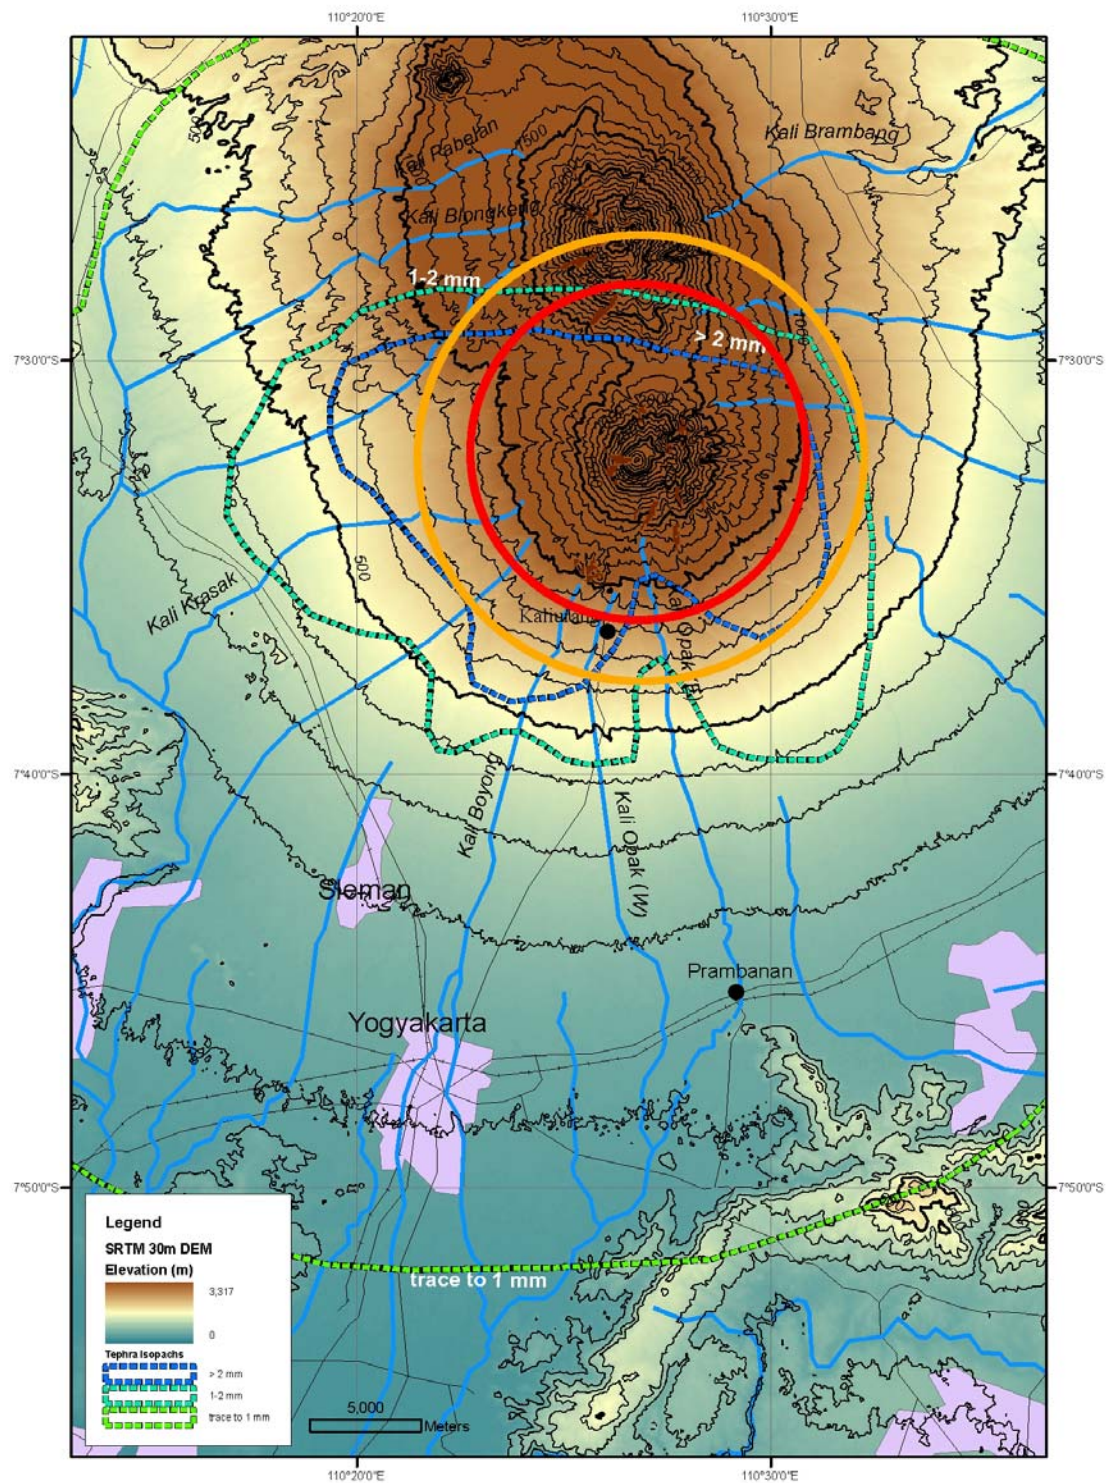 110°20'0"E
110°30'0"E
Kali Brambang
Kali Pabelan
1500
500
Kali Blongkeng
1-2 mm
> 2 mm
7°30'0"S
7°30'0"S
500
Kali Krasak
Kali Boyong
Kali Opak (W)
7°40'0"S
7°40'0"S
Sleman
Prambanan
Yogyakarta
7°50'0"S
7°50'0"S
trace to 1 mm
Legend
SRTM 30m DEM
Elevation (m)
3,317
0
Tephra Isopachs
> 2 mm
1-2 mm
trace to 1 mm
5,000
Meters
110°20'0"E
110°30'0"E